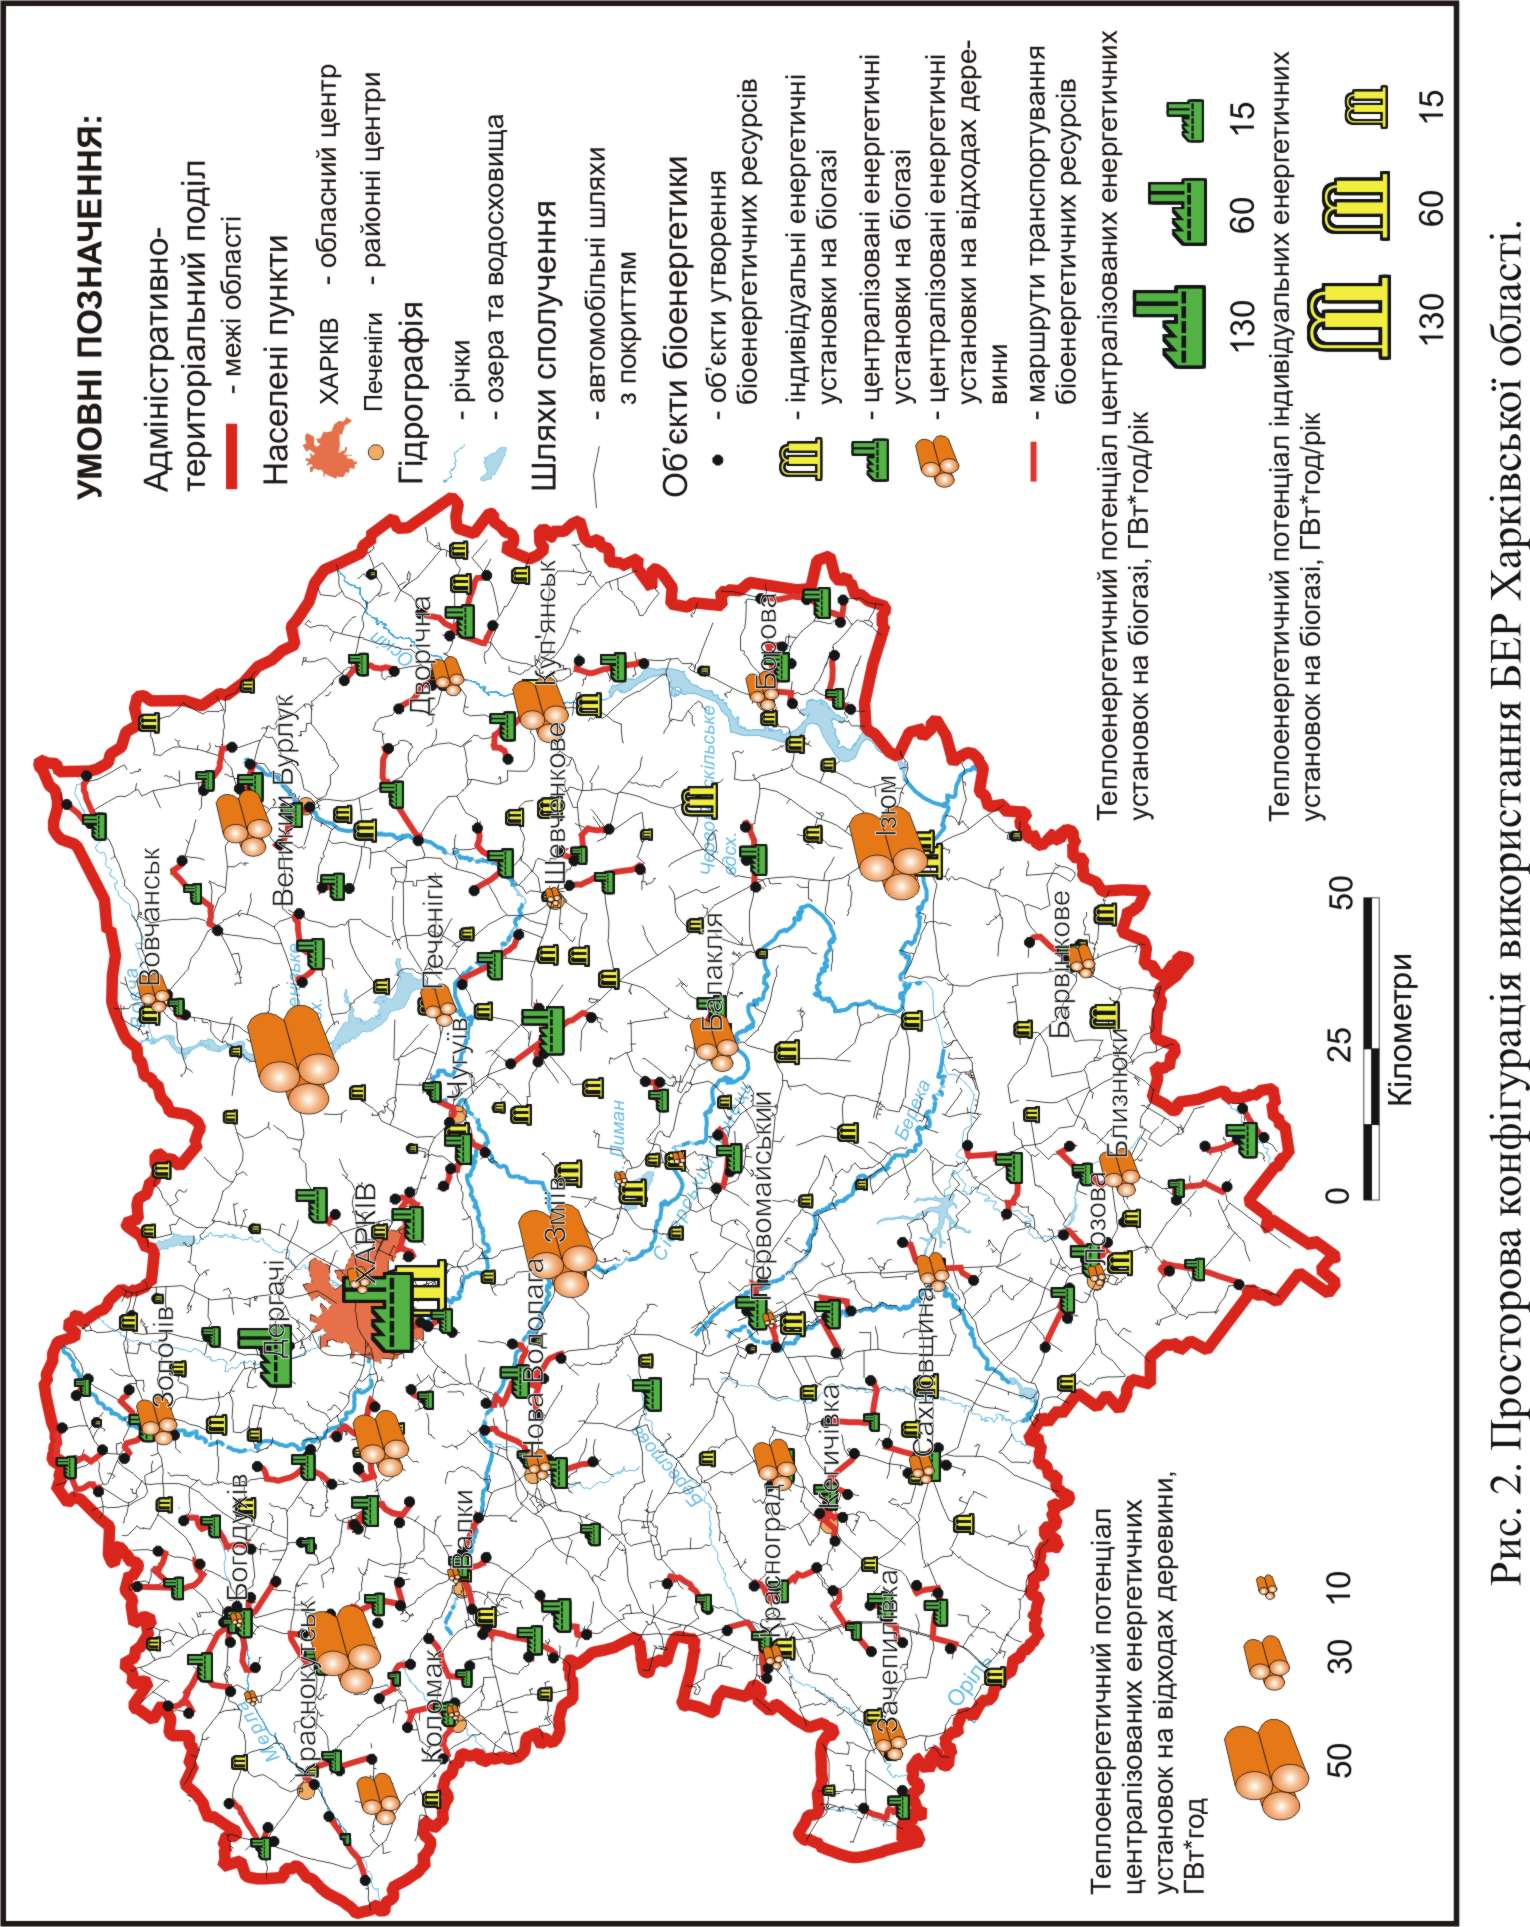 УМОВНІ ПОЗНАЧЕННЯ:
Адміністративно-
територіальний поділ
- межі області
Населені пункти
ХАРКІВ - обласний центр
Печеніги - районні центри
Гідрографія
- річки
- озера та водосховища
Шляхи сполучення
- автомобільні шляхи
з покриттям
Об’єкти біоенергетики
- об’єкти утворення
біоенергетичних ресурсів
- індивідуальні енергетичні
установки на біогазі
- централізовані енергетичні
установки на біогазі
- централізовані енергетичні
установки на відходах дере-
вини
- маршрути транспортування
біоенергетичних ресурсів
Теплоенергетичний потенціал централізованих енергетичних
установок на біогазі, ГВт*год/рік
130 60 15
Теплоенергетичний потенціал індивідуальних енергетичних
установок на біогазі, ГВт*год/рік
130 60 15
Теплоенергетичний потенціал
централізованих енергетичних
установок на відходах деревини,
ГВт*год
50 30 10
0 25 50
Кілометри
Вовчанськ
Великий Бурлук
Дворічна
Оскіл
Куп'янськ
Шевченкове
Печеніги
Чугуїв
ХАРКІВ
Дергачі
Золочів
Богодухів
Краснокутськ
Мерла
Коломак
Валки
Нова Водолага
Зміїв
Лиман
Балаклія
Борова
Ізюм
Барвінкове
Близнюки
Лозова
Первомайський
Берека
Сахновщина
Кегичівка
Красноград
Берестова
Зачепилівка
Оріль
вдсх.
Рис. 2. Просторова конфігурація використання БЕР Харківської області.